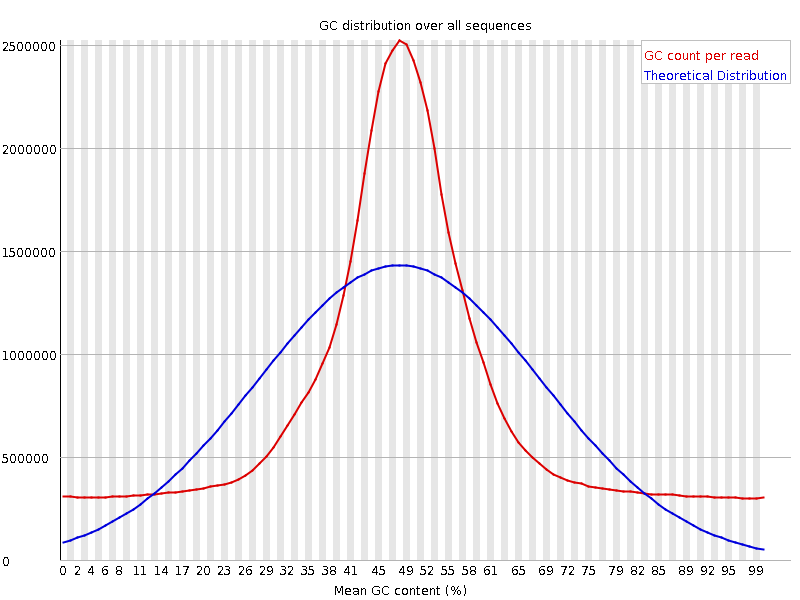 GC distribution over all sequences
GC count per read
Theoretical Distribution
2500000
2000000
1500000
1000000
500000
0
0 2 4 6 8 11 14 17 20 23 26 29 32 35 38 41 45 49 52 55 58 61 65 69 72 75 79 82 85 89 92 95 99
Mean GC content (%)